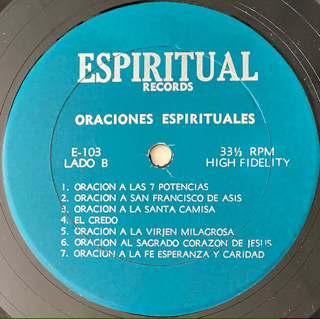 ESPIRITUAL
RECORDS
ORACIONES ESPIRITUALES
E-103 33⅓ RPM
LADO B HIGH FIDELITY
1. ORACION A LAS 7 POTENCIAS
2. ORACION A SAN FRANCISCO DE ASIS
3. ORACION A LA SANTA CAMISA
4. EL CREDO
5. ORACION A LA VIRJEN MILAGROSA
6. ORACION AL SAGRADO CORAZON DE JESUS
7. ORACION A LA FE ESPERANZA Y CARIDAD